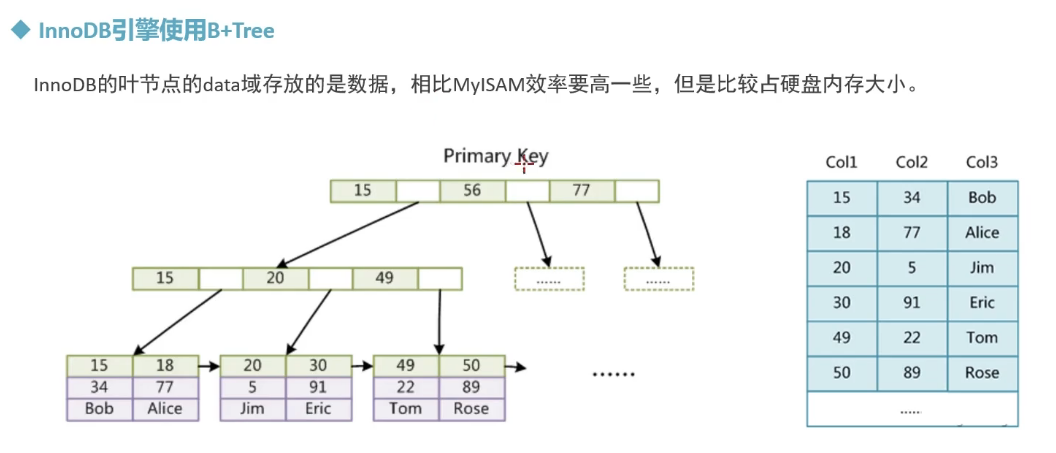 InnoDB引擎使用B+Tree
InnoDB的叶节点的data域存放的是数据，相比MyISAM效率要高一些，但是比较占硬盘内存大小。
Primary Key
15 56 77
15 20 49
......
......
15 18
34 77
Bob Alice
20 30
5 91
Jim Eric
49 50
22 89
Tom Rose
......
Col1 Col2 Col3
15 34 Bob
18 77 Alice
20 5 Jim
30 91 Eric
49 22 Tom
50 89 Rose
......